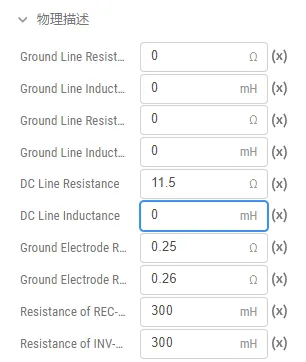 物理描述
Ground Line Resist... 0 Ω (x)
Ground Line Induct... 0 mH (x)
Ground Line Resist... 0 Ω (x)
Ground Line Induct... 0 mH (x)
DC Line Resistance 11.5 Ω (x)
DC Line Inductance 0 mH (x)
Ground Electrode R... 0.25 Ω (x)
Ground Electrode R... 0.26 Ω (x)
Resistance of REC-... 300 mH (x)
Resistance of INV-... 300 mH (x)